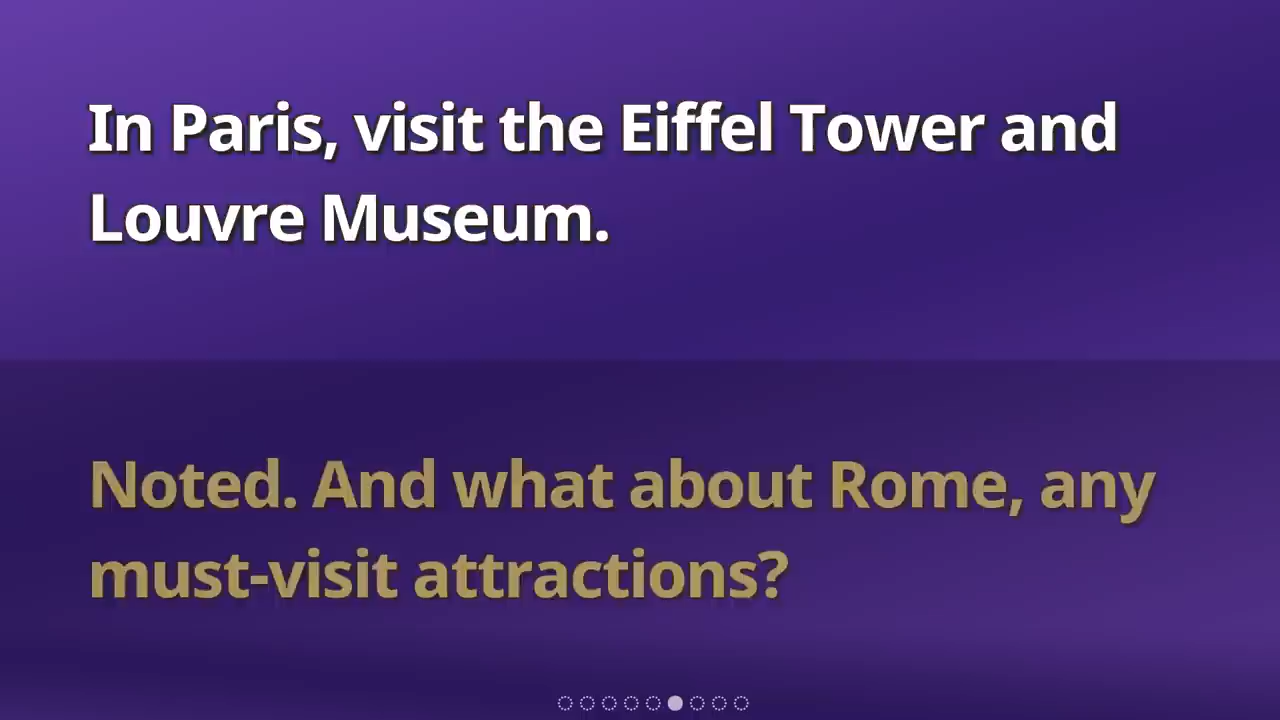 In Paris, visit the Eiffel Tower and
Louvre Museum.
Noted. And what about Rome, any
must-visit attractions?